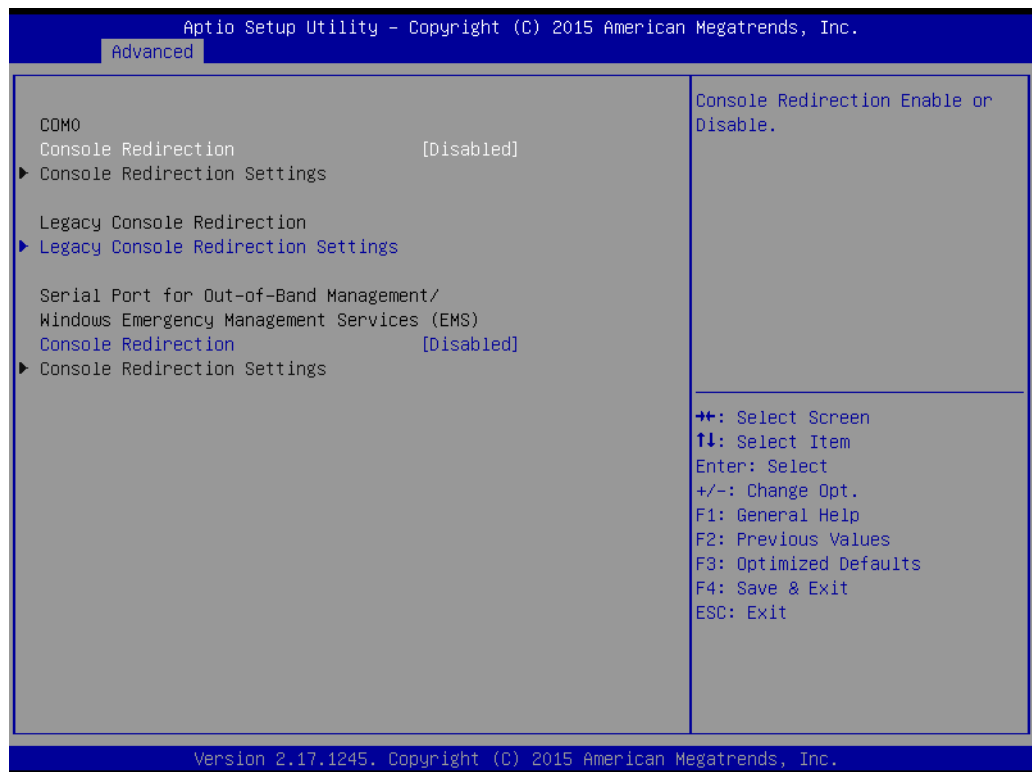 Aptio Setup Utility – Copyright (C) 2015 American Megatrends, Inc.
Advanced
COM0
Console Redirection [Disabled]
▶ Console Redirection Settings
Legacy Console Redirection
▶ Legacy Console Redirection Settings
Serial Port for Out-of-Band Management/
Windows Emergency Management Services (EMS)
Console Redirection [Disabled]
▶ Console Redirection Settings
Console Redirection Enable or
Disable.
→←: Select Screen
↑↓: Select Item
Enter: Select
+/-: Change Opt.
F1: General Help
F2: Previous Values
F3: Optimized Defaults
F4: Save & Exit
ESC: Exit
Version 2.17.1245. Copyright (C) 2015 American Megatrends, Inc.